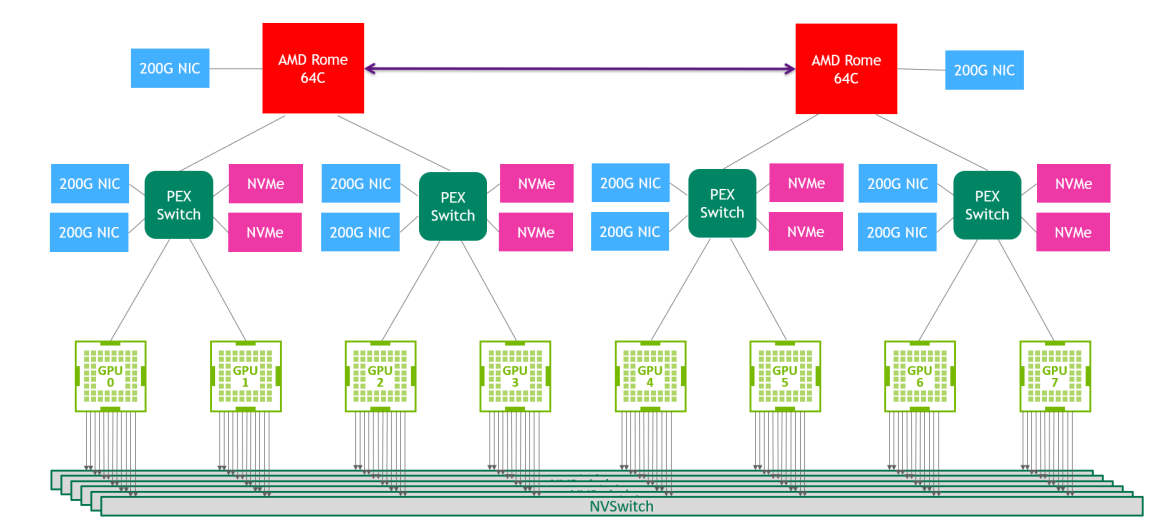 AMD Rome
64C
AMD Rome
64C
200G NIC
200G NIC
200G NIC
200G NIC
PEX
Switch
NVMe
NVMe
200G NIC
200G NIC
PEX
Switch
NVMe
NVMe
200G NIC
200G NIC
PEX
Switch
NVMe
NVMe
200G NIC
200G NIC
PEX
Switch
NVMe
NVMe
GPU
0
GPU
1
GPU
2
GPU
3
GPU
4
GPU
5
GPU
6
GPU
7
NVSwitch